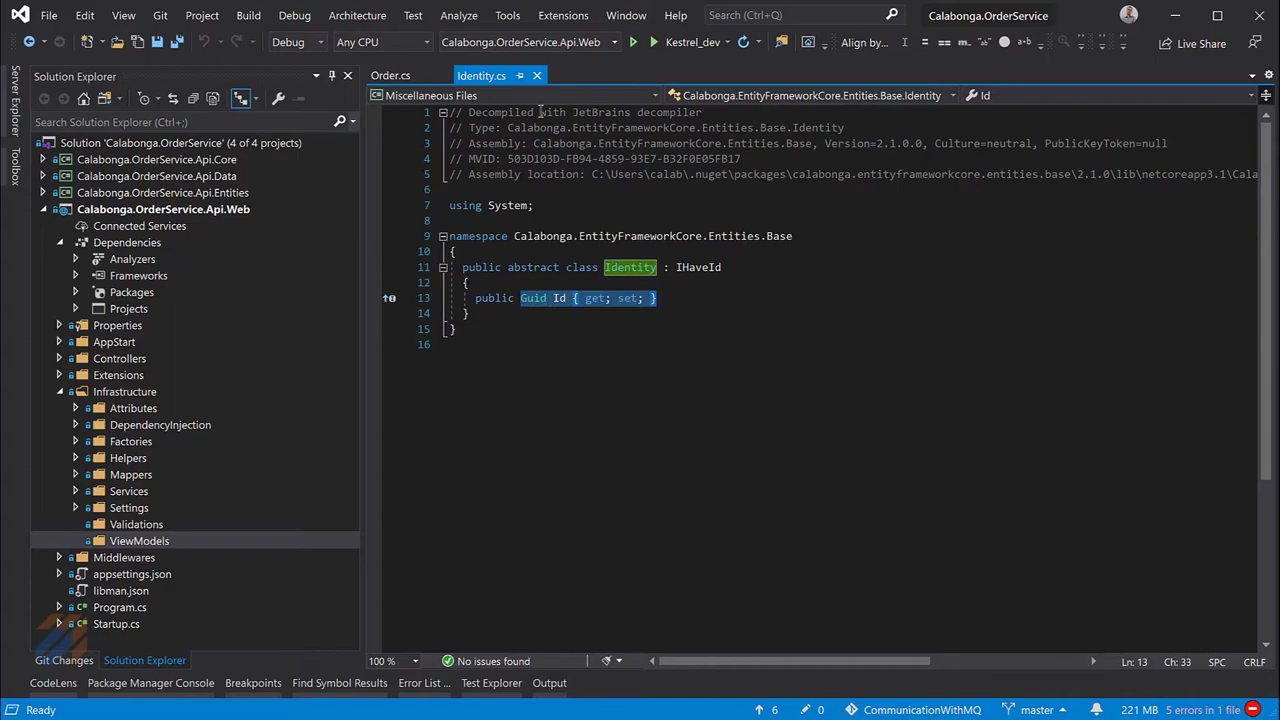 File Edit View Git Project Build Debug Architecture Test Analyze Tools Extensions Window Help Search (Ctrl+Q) Calabonga.OrderService
Debug Any CPU Calabonga.OrderService.Api.Web Kestrel_dev Align by... Live Share
Server Explorer
Toolbox
Solution Explorer
Search Solution Explorer (Ctrl+;)
Solution 'Calabonga.OrderService' (4 of 4 projects)
Calabonga.OrderService.Api.Core
Calabonga.OrderService.Api.Data
Calabonga.OrderService.Api.Entities
Calabonga.OrderService.Api.Web
Connected Services
Dependencies
Analyzers
Frameworks
Packages
Projects
Properties
AppStart
Controllers
Extensions
Infrastructure
Attributes
DependencyInjection
Factories
Helpers
Mappers
Services
Settings
Validations
ViewModels
Middlewares
appsettings.json
libman.json
Program.cs
Startup.cs
Git Changes Solution Explorer
Order.cs Identity.cs
Miscellaneous Files Calabonga.EntityFrameworkCore.Entities.Base.Identity Id
1 // Decompiled with JetBrains decompiler
2 // Type: Calabonga.EntityFrameworkCore.Entities.Base.Identity
3 // Assembly: Calabonga.EntityFrameworkCore.Entities.Base, Version=2.1.0.0, Culture=neutral, PublicKeyToken=null
4 // MVID: 503D103D-FB94-4859-93E7-B32F0E05FB17
5 // Assembly location: C:\Users\calab\.nuget\packages\calabonga.entityframeworkcore.entities.base\2.1.0\lib\netcoreapp3.1\Cala
6
7 using System;
8
9 namespace Calabonga.EntityFrameworkCore.Entities.Base
10 {
11 public abstract class Identity : IHaveId
12 {
13 public Guid Id { get; set; }
14 }
15 }
16
100 % No issues found Ln: 13 Ch: 33 SPC CRLF
CodeLens Package Manager Console Breakpoints Find Symbol Results Error List ... Test Explorer Output
Ready 6 0 CommunicationWithMQ master 221 MB 5 errors in 1 file